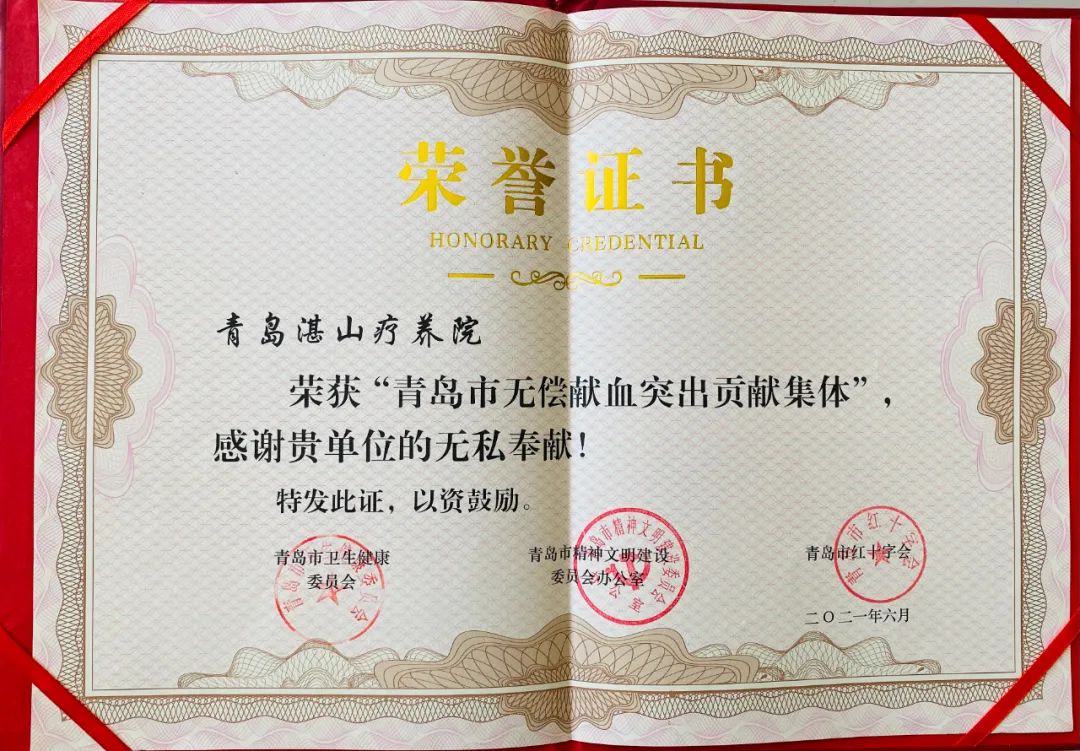 荣誉证书
HONORARY CREDENTIAL
青岛湛山疗养院
荣获“青岛市无偿献血突出贡献集体”，
感谢贵单位的无私奉献！
特发此证，以资鼓励。
青岛市卫生健康
委员会
青岛市精神文明建设
委员会办公室
青岛市红十字会
二〇二一年六月